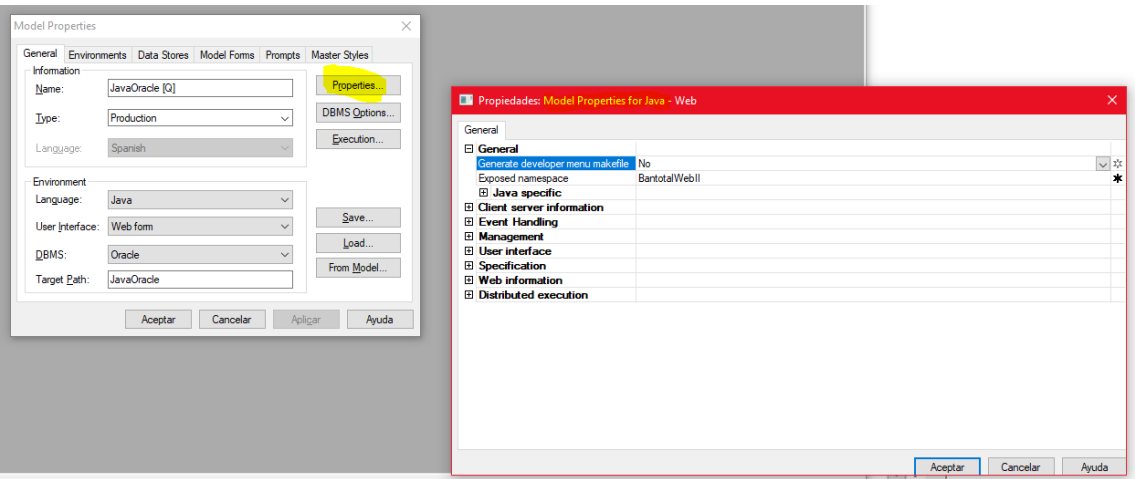 Model Properties
General Environments Data Stores Model Forms Prompts Master Styles
Information
Name: JavaOracle [Q]
Type: Production
Language: Spanish
Properties...
DBMS Options...
Execution...
Environment
Language: Java
User Interface: Web form
DBMS: Oracle
Target Path: JavaOracle
Save...
Load...
From Model...
Aceptar Cancelar Aplicar Ayuda
Propiedades: Model Properties for Java - Web
General
General
Generate developer menu makefile No
Exposed namespace BantotalWebII
Java specific
Client server information
Event Handling
Management
User interface
Specification
Web information
Distributed execution
Aceptar Cancelar Ayuda